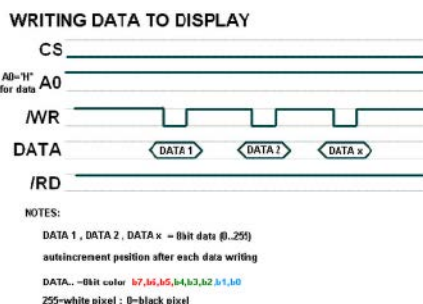 WRITING DATA TO DISPLAY
CS
A0="H" for data A0
/WR
DATA DATA 1 DATA 2 DATA x
/RD
NOTES:
DATA 1 , DATA 2 , DATA x = 8bit data (0..255)
autoincrement position after each data writing
DATA.. =8bit color b7,b6,b5,b4,b3,b2,b1,b0
255=white pixel ; 0=black pixel